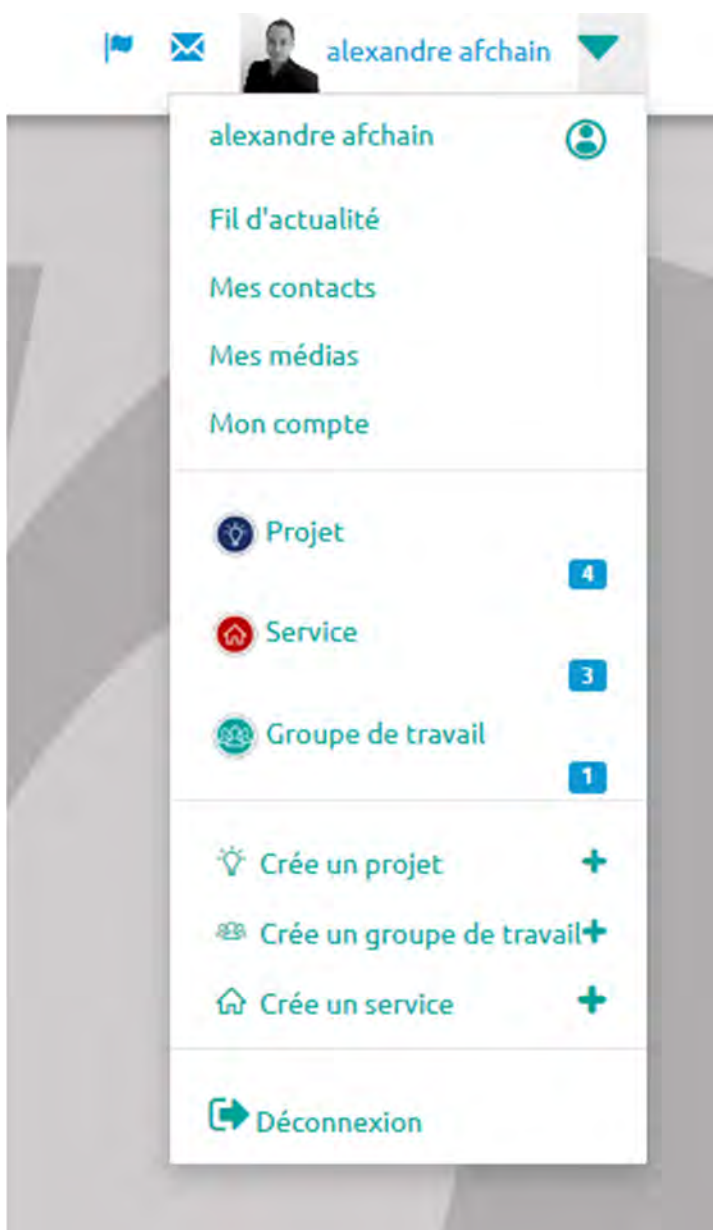 alexandre afchain
alexandre afchain
Fil d'actualité
Mes contacts
Mes médias
Mon compte
Projet
4
Service
3
Groupe de travail
1
Crée un projet
Crée un groupe de travail
Crée un service
Déconnexion